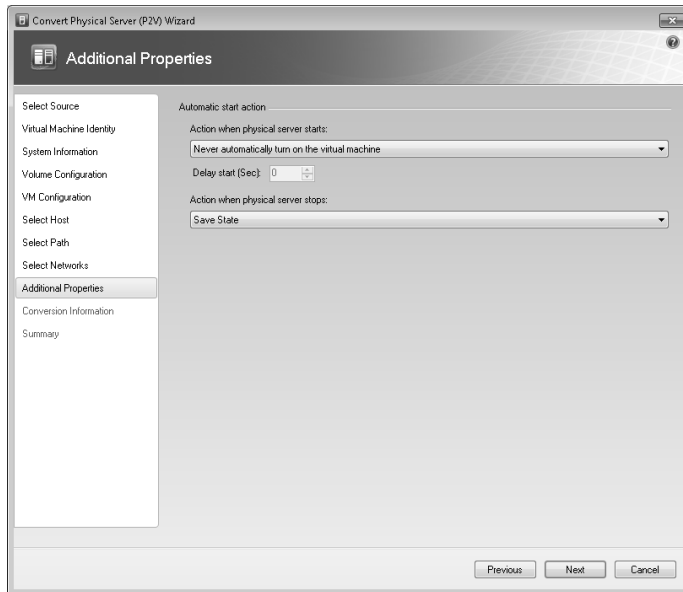 Convert Physical Server (P2V) Wizard
Additional Properties
Select Source
Virtual Machine Identity
System Information
Volume Configuration
VM Configuration
Select Host
Select Path
Select Networks
Additional Properties
Conversion Information
Summary
Automatic start action
Action when physical server starts:
Never automatically turn on the virtual machine
Delay start (Sec): 0
Action when physical server stops:
Save State
Previous Next Cancel